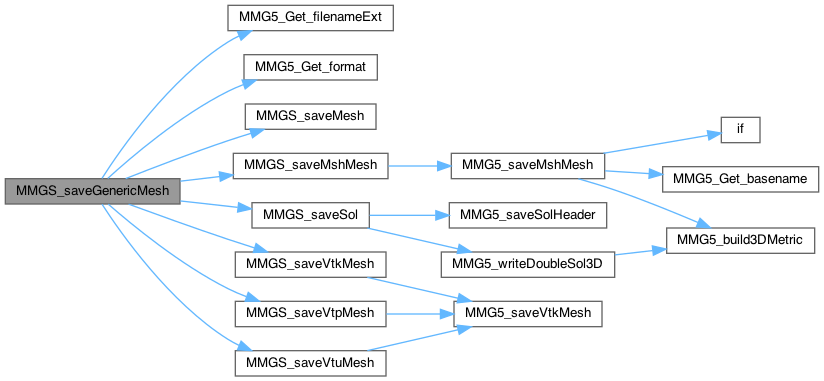 MMGS_saveGenericMesh
MMG5_Get_filenameExt
MMG5_Get_format
MMGS_saveMesh
MMGS_saveMshMesh
MMGS_saveSol
MMGS_saveVtkMesh
MMGS_saveVtpMesh
MMGS_saveVtuMesh
MMG5_saveMshMesh
MMG5_saveSolHeader
MMG5_writeDoubleSol3D
MMG5_saveVtkMesh
if
MMG5_Get_basename
MMG5_build3DMetric